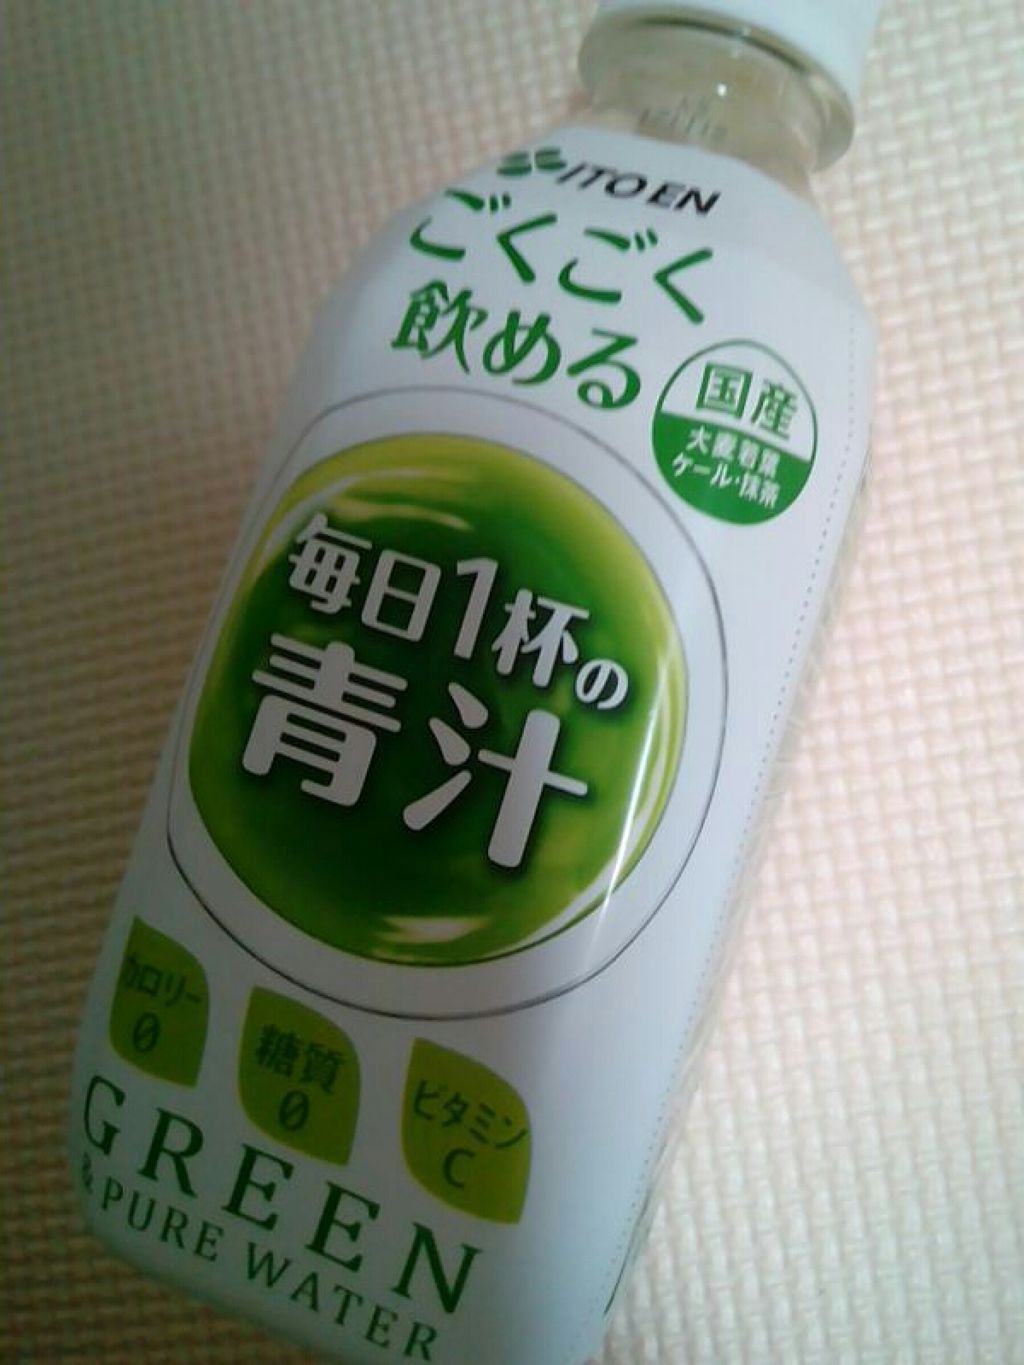 ITO EN
ごくごく
飲める
国産
大麦若葉
ケール・抹茶
毎日1杯の
青汁
カロリー
0
糖質
0
ビタミン
C
GREEN
& PURE WATER